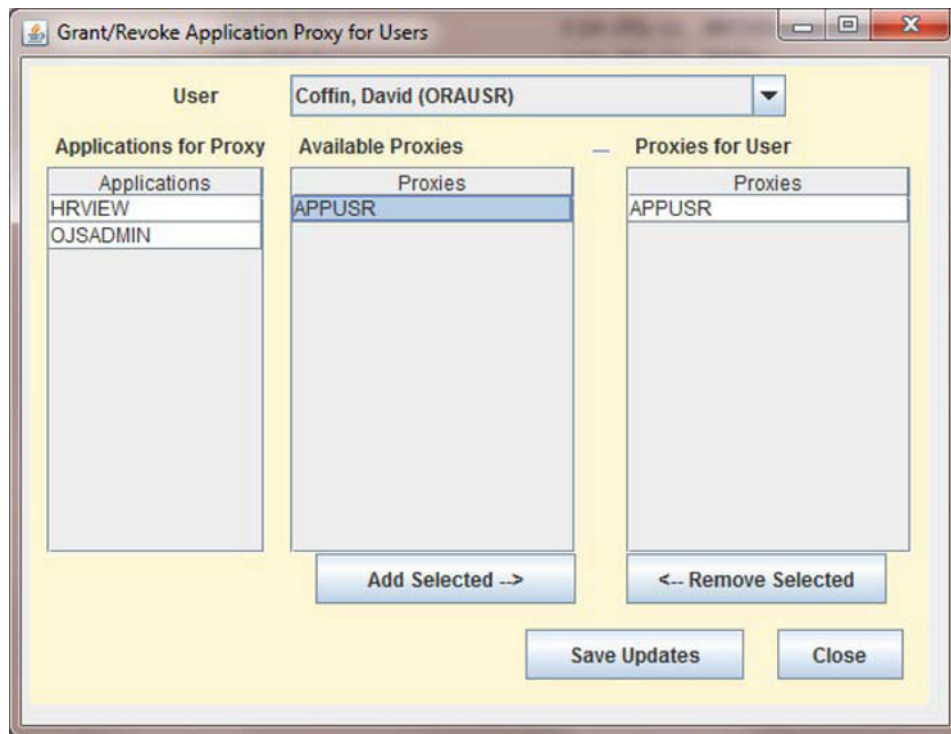 Grant/Revoke Application Proxy for Users
User Coffin, David (ORAUSR)
Applications for Proxy Available Proxies Proxies for User
Applications Proxies Proxies
HRVIEW APPUSR APPUSR
OJSADMIN
Add Selected --> <-- Remove Selected
Save Updates Close